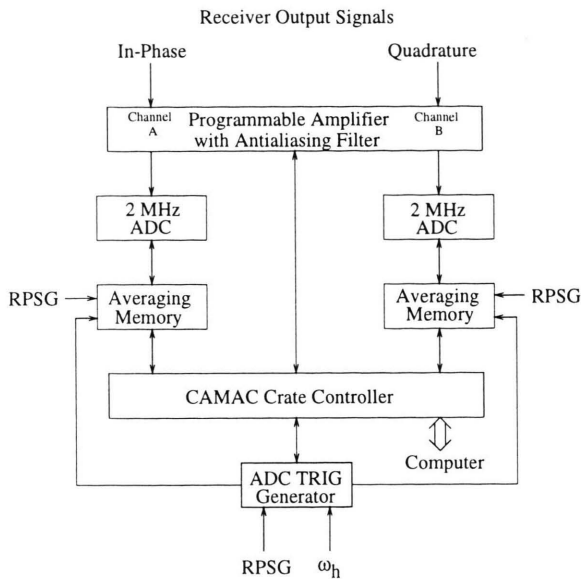 Receiver Output Signals
In-Phase
Quadrature
Channel
A
Programmable Amplifier
with Antialiasing Filter
Channel
B
2 MHz
ADC
2 MHz
ADC
RPSG
Averaging
Memory
Averaging
Memory
RPSG
CAMAC Crate Controller
Computer
ADC TRIG
Generator
RPSG
ωh